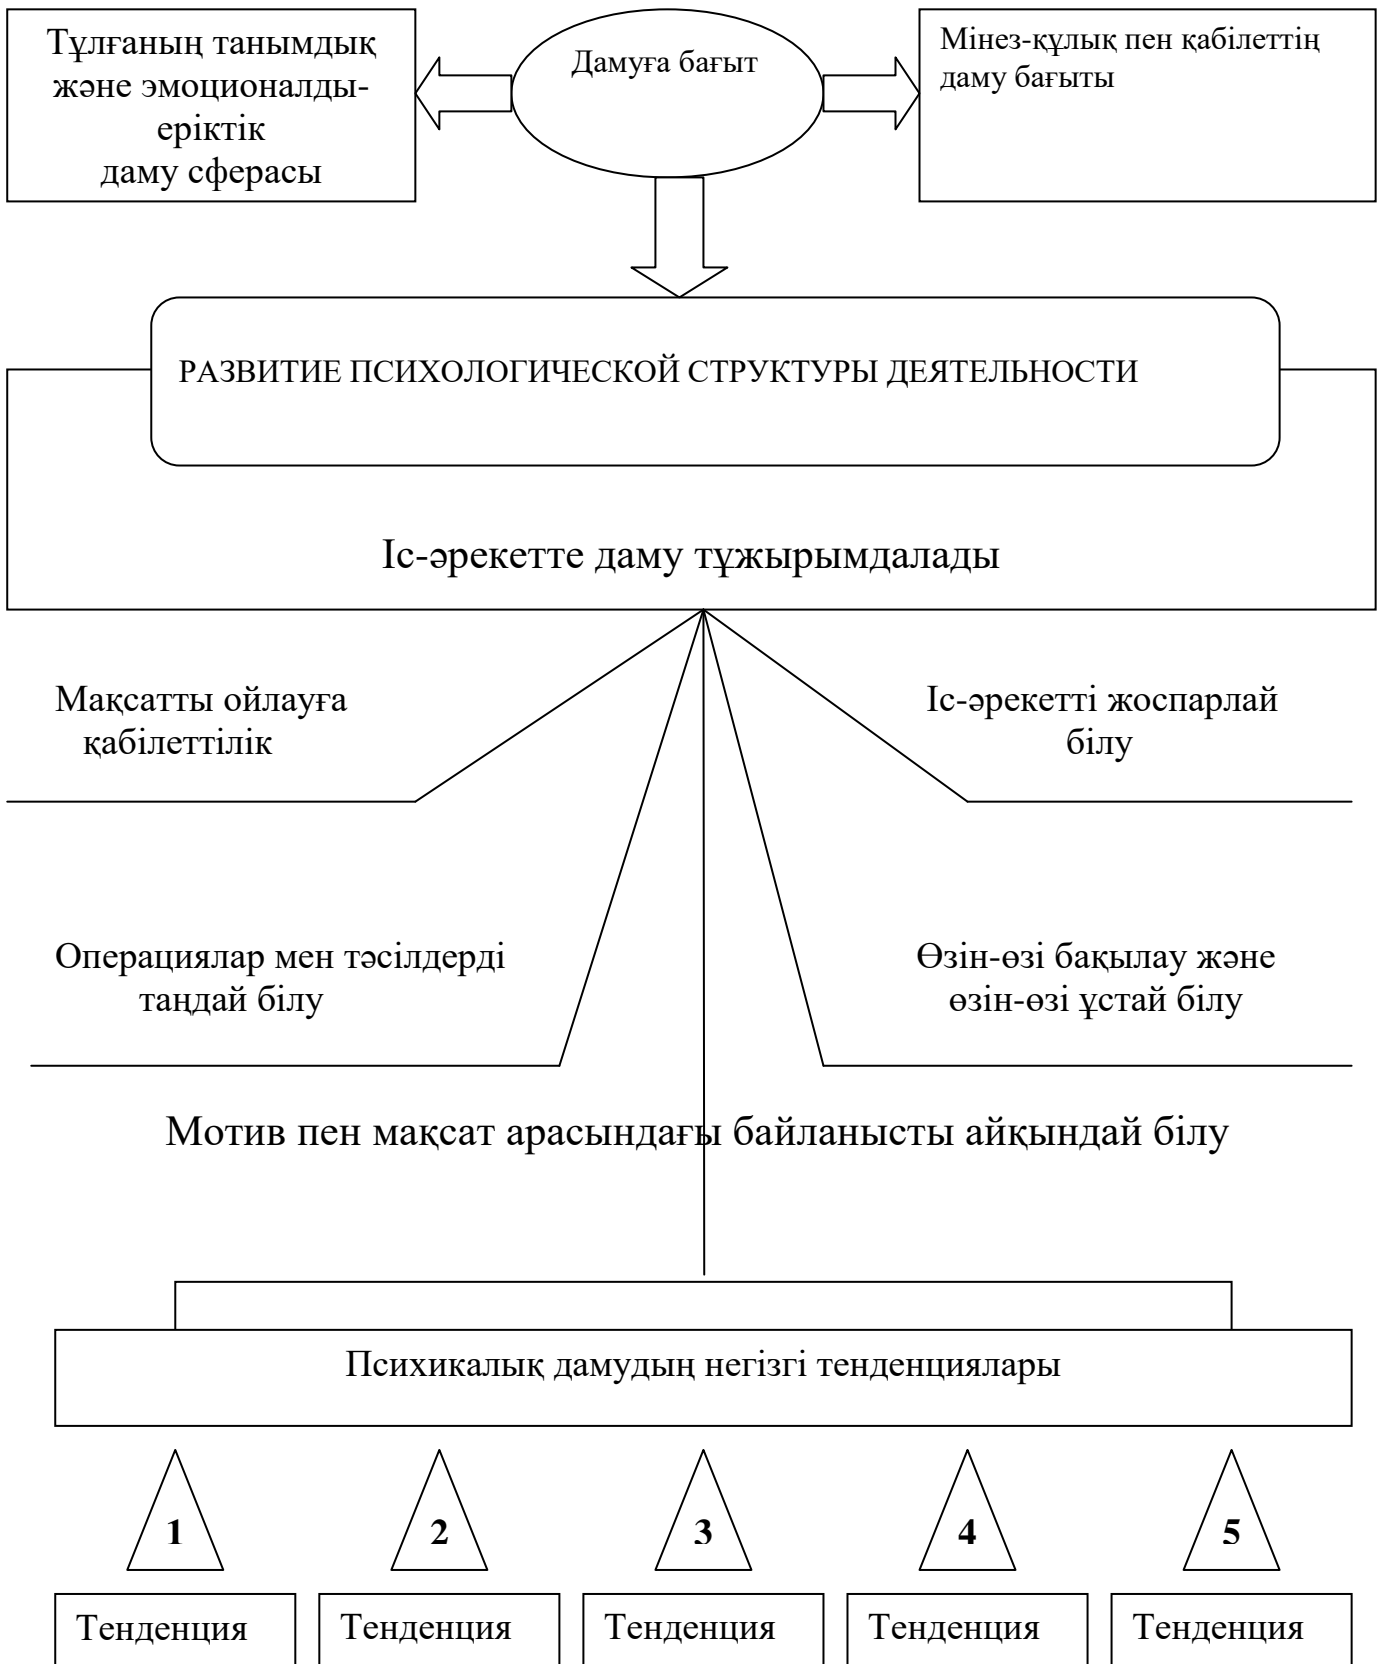 Тұлғаның танымдық
және эмоционалды-
еріктік
даму сферасы
Дамуға бағыт
Мінез-құлық пен қабілеттің
даму бағыты
РАЗВИТИЕ ПСИХОЛОГИЧЕСКОЙ СТРУКТУРЫ ДЕЯТЕЛЬНОСТИ
Іс-әрекетте даму тұжырымдалады
Мақсатты ойлауға
қабілеттілік
Іс-әрекетті жоспарлай
білу
Операциялар мен тәсілдерді
таңдай білу
Өзін-өзі бақылау және
өзін-өзі ұстай білу
Мотив пен мақсат арасындағы байланысты айқындай білу
Психикалық дамудың негізгі тенденциялары
1
2
3
4
5
Тенденция
Тенденция
Тенденция
Тенденция
Тенденция